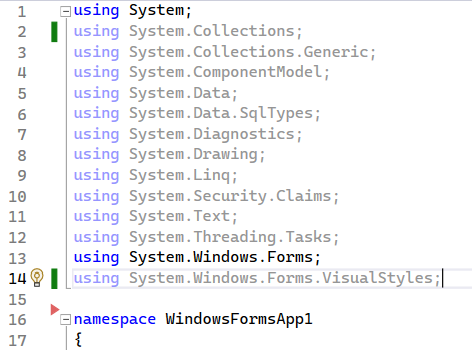 1 using System;
2 using System.Collections;
3 using System.Collections.Generic;
4 using System.ComponentModel;
5 using System.Data;
6 using System.Data.SqlTypes;
7 using System.Diagnostics;
8 using System.Drawing;
9 using System.Linq;
10 using System.Security.Claims;
11 using System.Text;
12 using System.Threading.Tasks;
13 using System.Windows.Forms;
14 using System.Windows.Forms.VisualStyles;
15
16 namespace WindowsFormsApp1
17 {